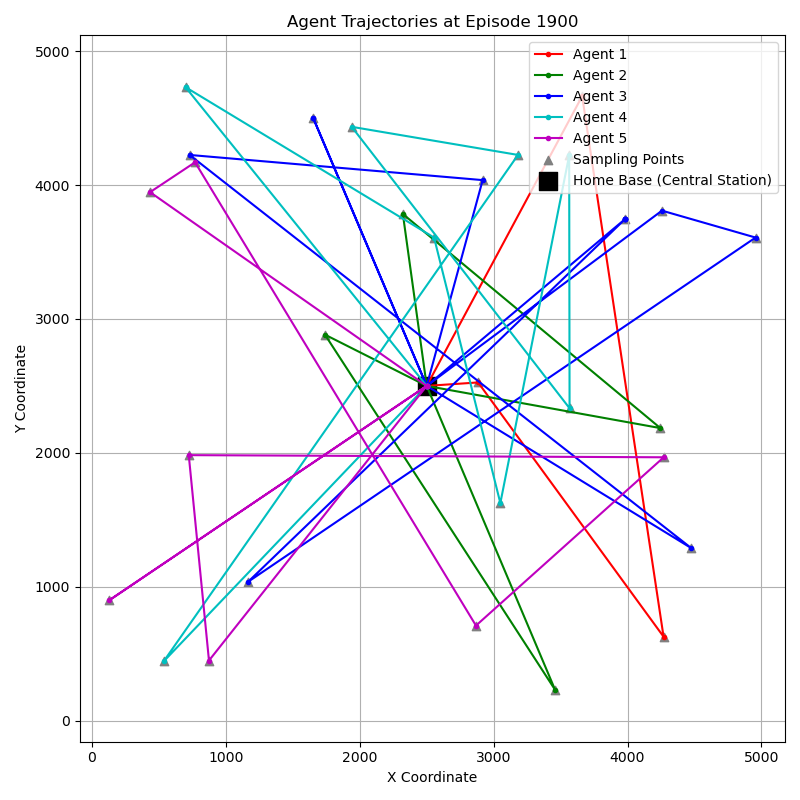 Agent Trajectories at Episode 1900
Agent 1
Agent 2
Agent 3
Agent 4
Agent 5
Sampling Points
Home Base (Central Station)
Y Coordinate
5000
4000
3000
2000
1000
0
0 1000 2000 3000 4000 5000
X Coordinate